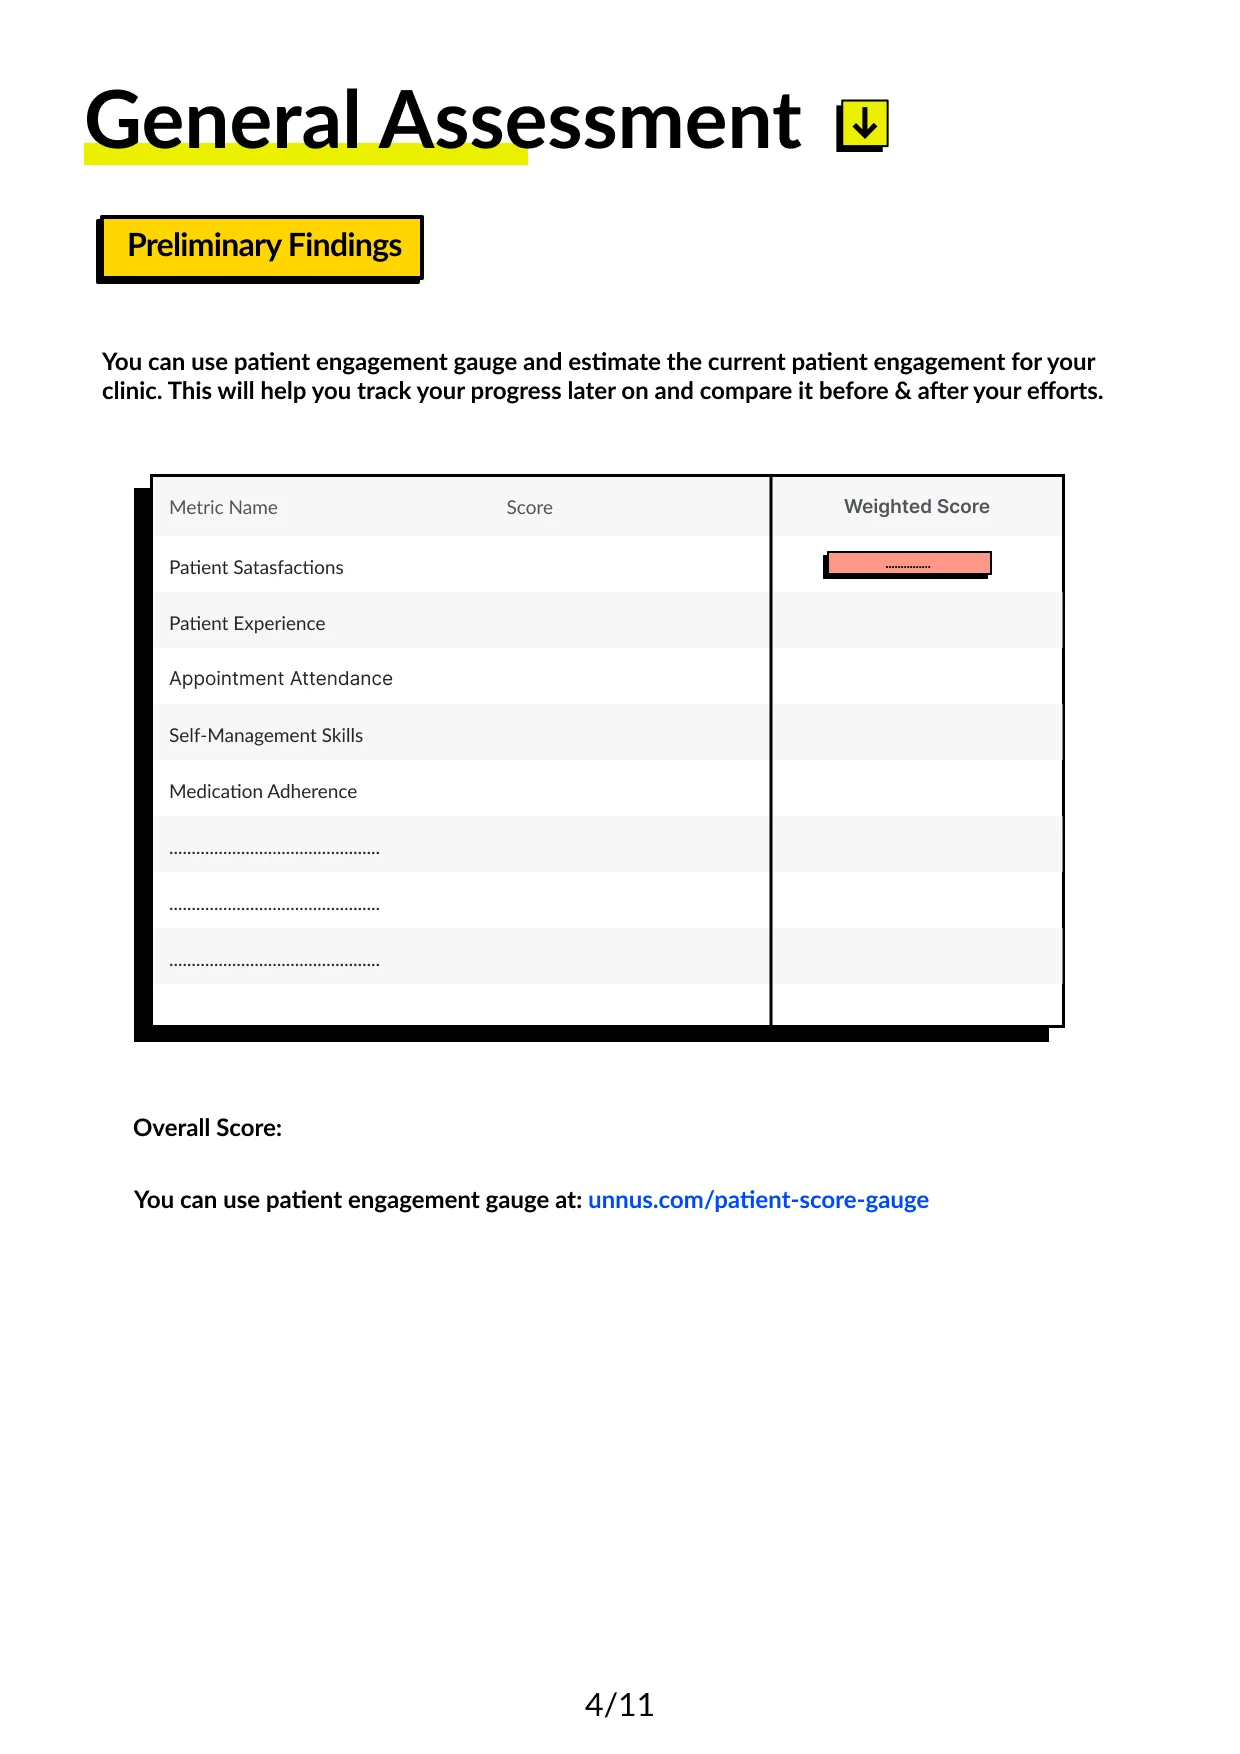 General Assessment
Preliminary Findings
You can use patient engagement gauge and estimate the current patient engagement for your
clinic. This will help you track your progress later on and compare it before & after your efforts.
Metric Name Score Weighted Score
Patient Satasfactions ...............
Patient Experience
Appointment Attendance
Self-Management Skills
Medication Adherence
...............................................
...............................................
...............................................
Overall Score:
You can use patient engagement gauge at: unnus.com/patient-score-gauge
4/11